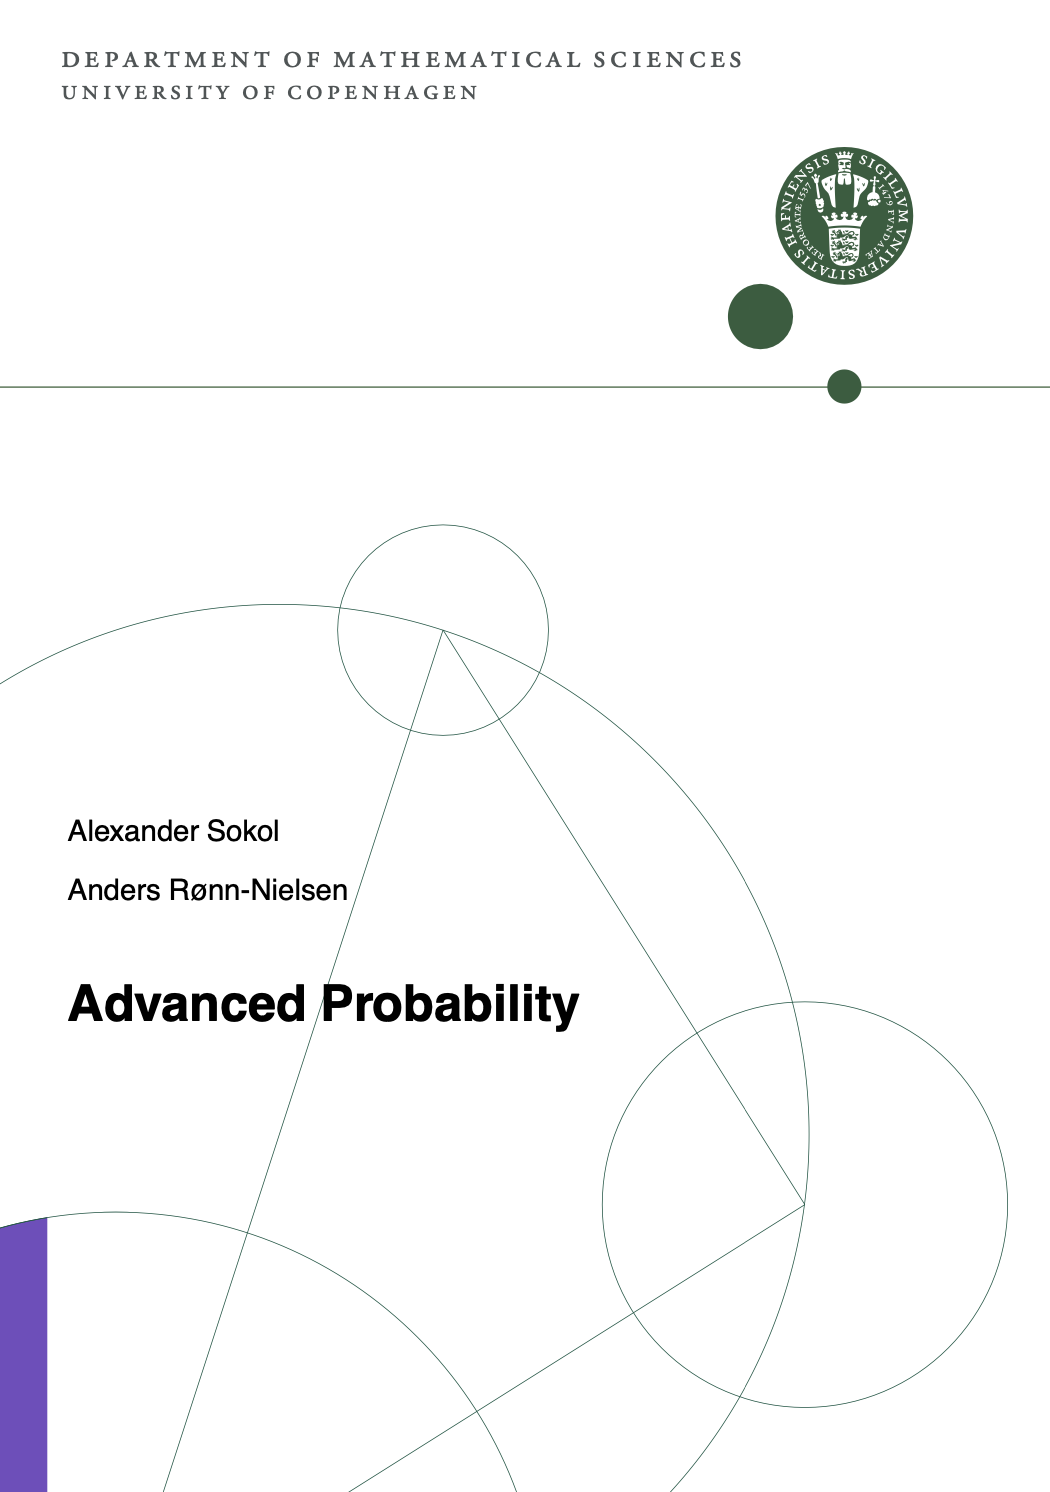 DEPARTMENT OF MATHEMATICAL SCIENCES
UNIVERSITY OF COPENHAGEN
SIGILLVM VNIVERSITATIS HAFNIENSIS
FVNDATÆ 1479
REFORMATÆ 1537
Alexander Sokol
Anders Rønn-Nielsen
Advanced Probability